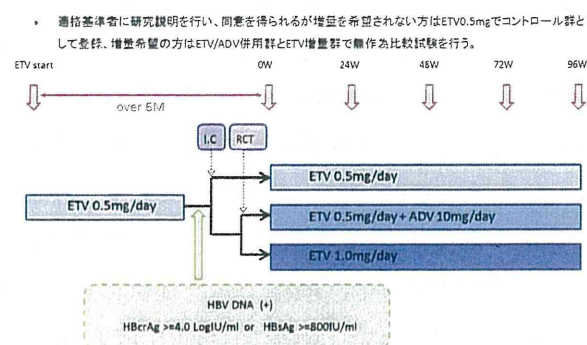 • 適格基準者に研究説明を行い、同意を得られるが増量を希望されない方はETV0.5mgでコントロール群と
して登録、増量希望の方はETV/ADV併用群とETV増量群で無作為比較試験を行う。
ETV start 0W 24W 48W 72W 96W
over 6M
I.C RCT
ETV 0.5mg/day
ETV 0.5mg/day
ETV 0.5mg/day + ADV 10mg/day
ETV 1.0mg/day
HBV DNA (+)
HBcrAg >=4.0 LogIU/ml or HBsAg >=800IU/ml